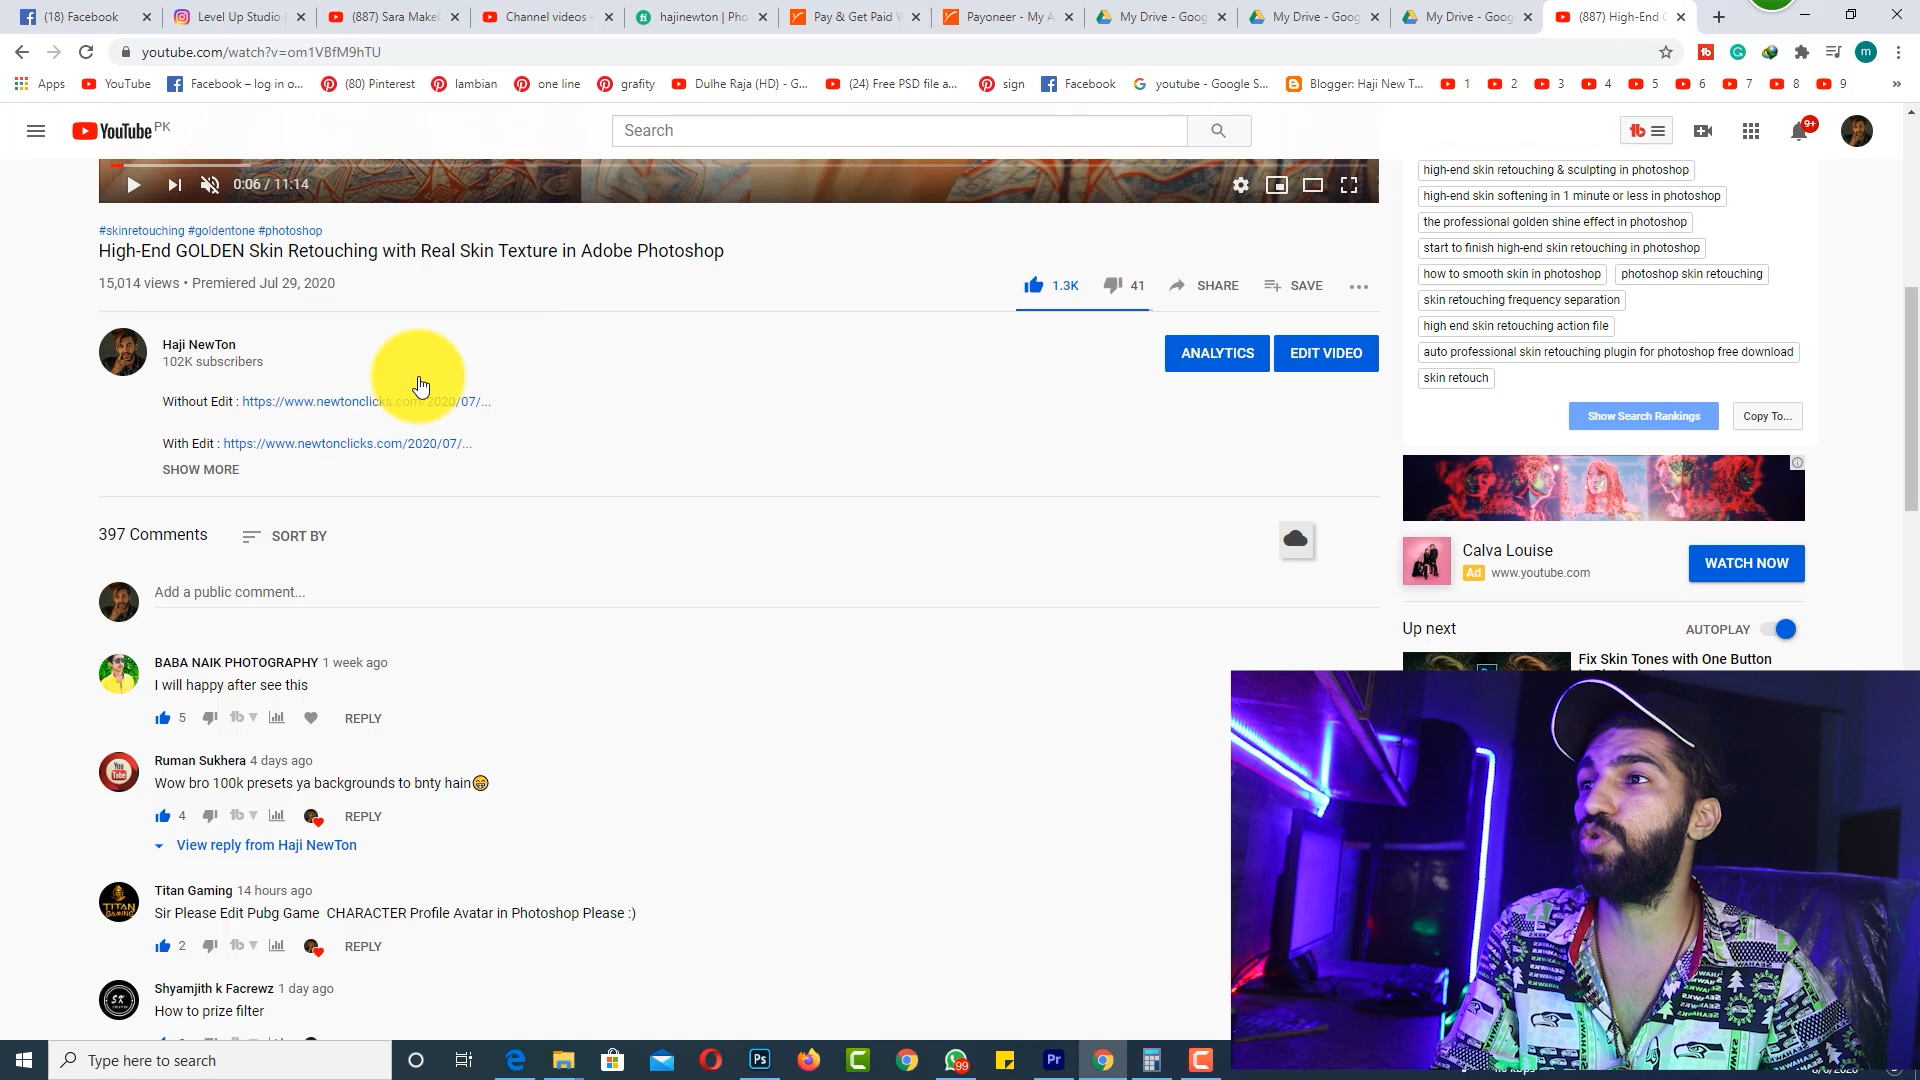 (18) Facebook
Level Up Studio
(887) Sara Make
Channel videos -
hajinewton | Pho
Pay & Get Paid
Payoneer - My A
My Drive - Goog
My Drive - Goog
My Drive - Goog
(887) High-End
youtube.com/watch?v=om1VBfM9hTU
Apps
YouTube
Facebook – log in o...
(80) Pinterest
lambian
one line
grafity
Dulhe Raja (HD) - G...
(24) Free PSD file a...
sign
Facebook
youtube - Google S...
Blogger: Haji New T...
1 2 3 4 5 6 7 8 9
YouTube PK
Search
9+
0:06 / 11:14
#skinretouching #goldentone #photoshop
High-End GOLDEN Skin Retouching with Real Skin Texture in Adobe Photoshop
15,014 views • Premiered Jul 29, 2020
1.3K 41 SHARE SAVE
Haji NewTon
102K subscribers
ANALYTICS
EDIT VIDEO
Without Edit : https://www.newtonclicks.com/2020/07/...
With Edit : https://www.newtonclicks.com/2020/07/...
SHOW MORE
397 Comments
SORT BY
Add a public comment...
BABA NAIK PHOTOGRAPHY 1 week ago
I will happy after see this
5 REPLY
Ruman Sukhera 4 days ago
Wow bro 100k presets ya backgrounds to bnty hain😁
4 REPLY
View reply from Haji NewTon
Titan Gaming 14 hours ago
Sir Please Edit Pubg Game CHARACTER Profile Avatar in Photoshop Please :)
2 REPLY
Shyamjith k Facrewz 1 day ago
How to prize filter
high-end skin retouching & sculpting in photoshop
high-end skin softening in 1 minute or less in photoshop
the professional golden shine effect in photoshop
start to finish high-end skin retouching in photoshop
how to smooth skin in photoshop
photoshop skin retouching
skin retouching frequency separation
high end skin retouching action file
auto professional skin retouching plugin for photoshop free download
skin retouch
Show Search Rankings
Copy To...
Calva Louise
Ad www.youtube.com
WATCH NOW
Up next
AUTOPLAY
Fix Skin Tones with One Button
Type here to search
99